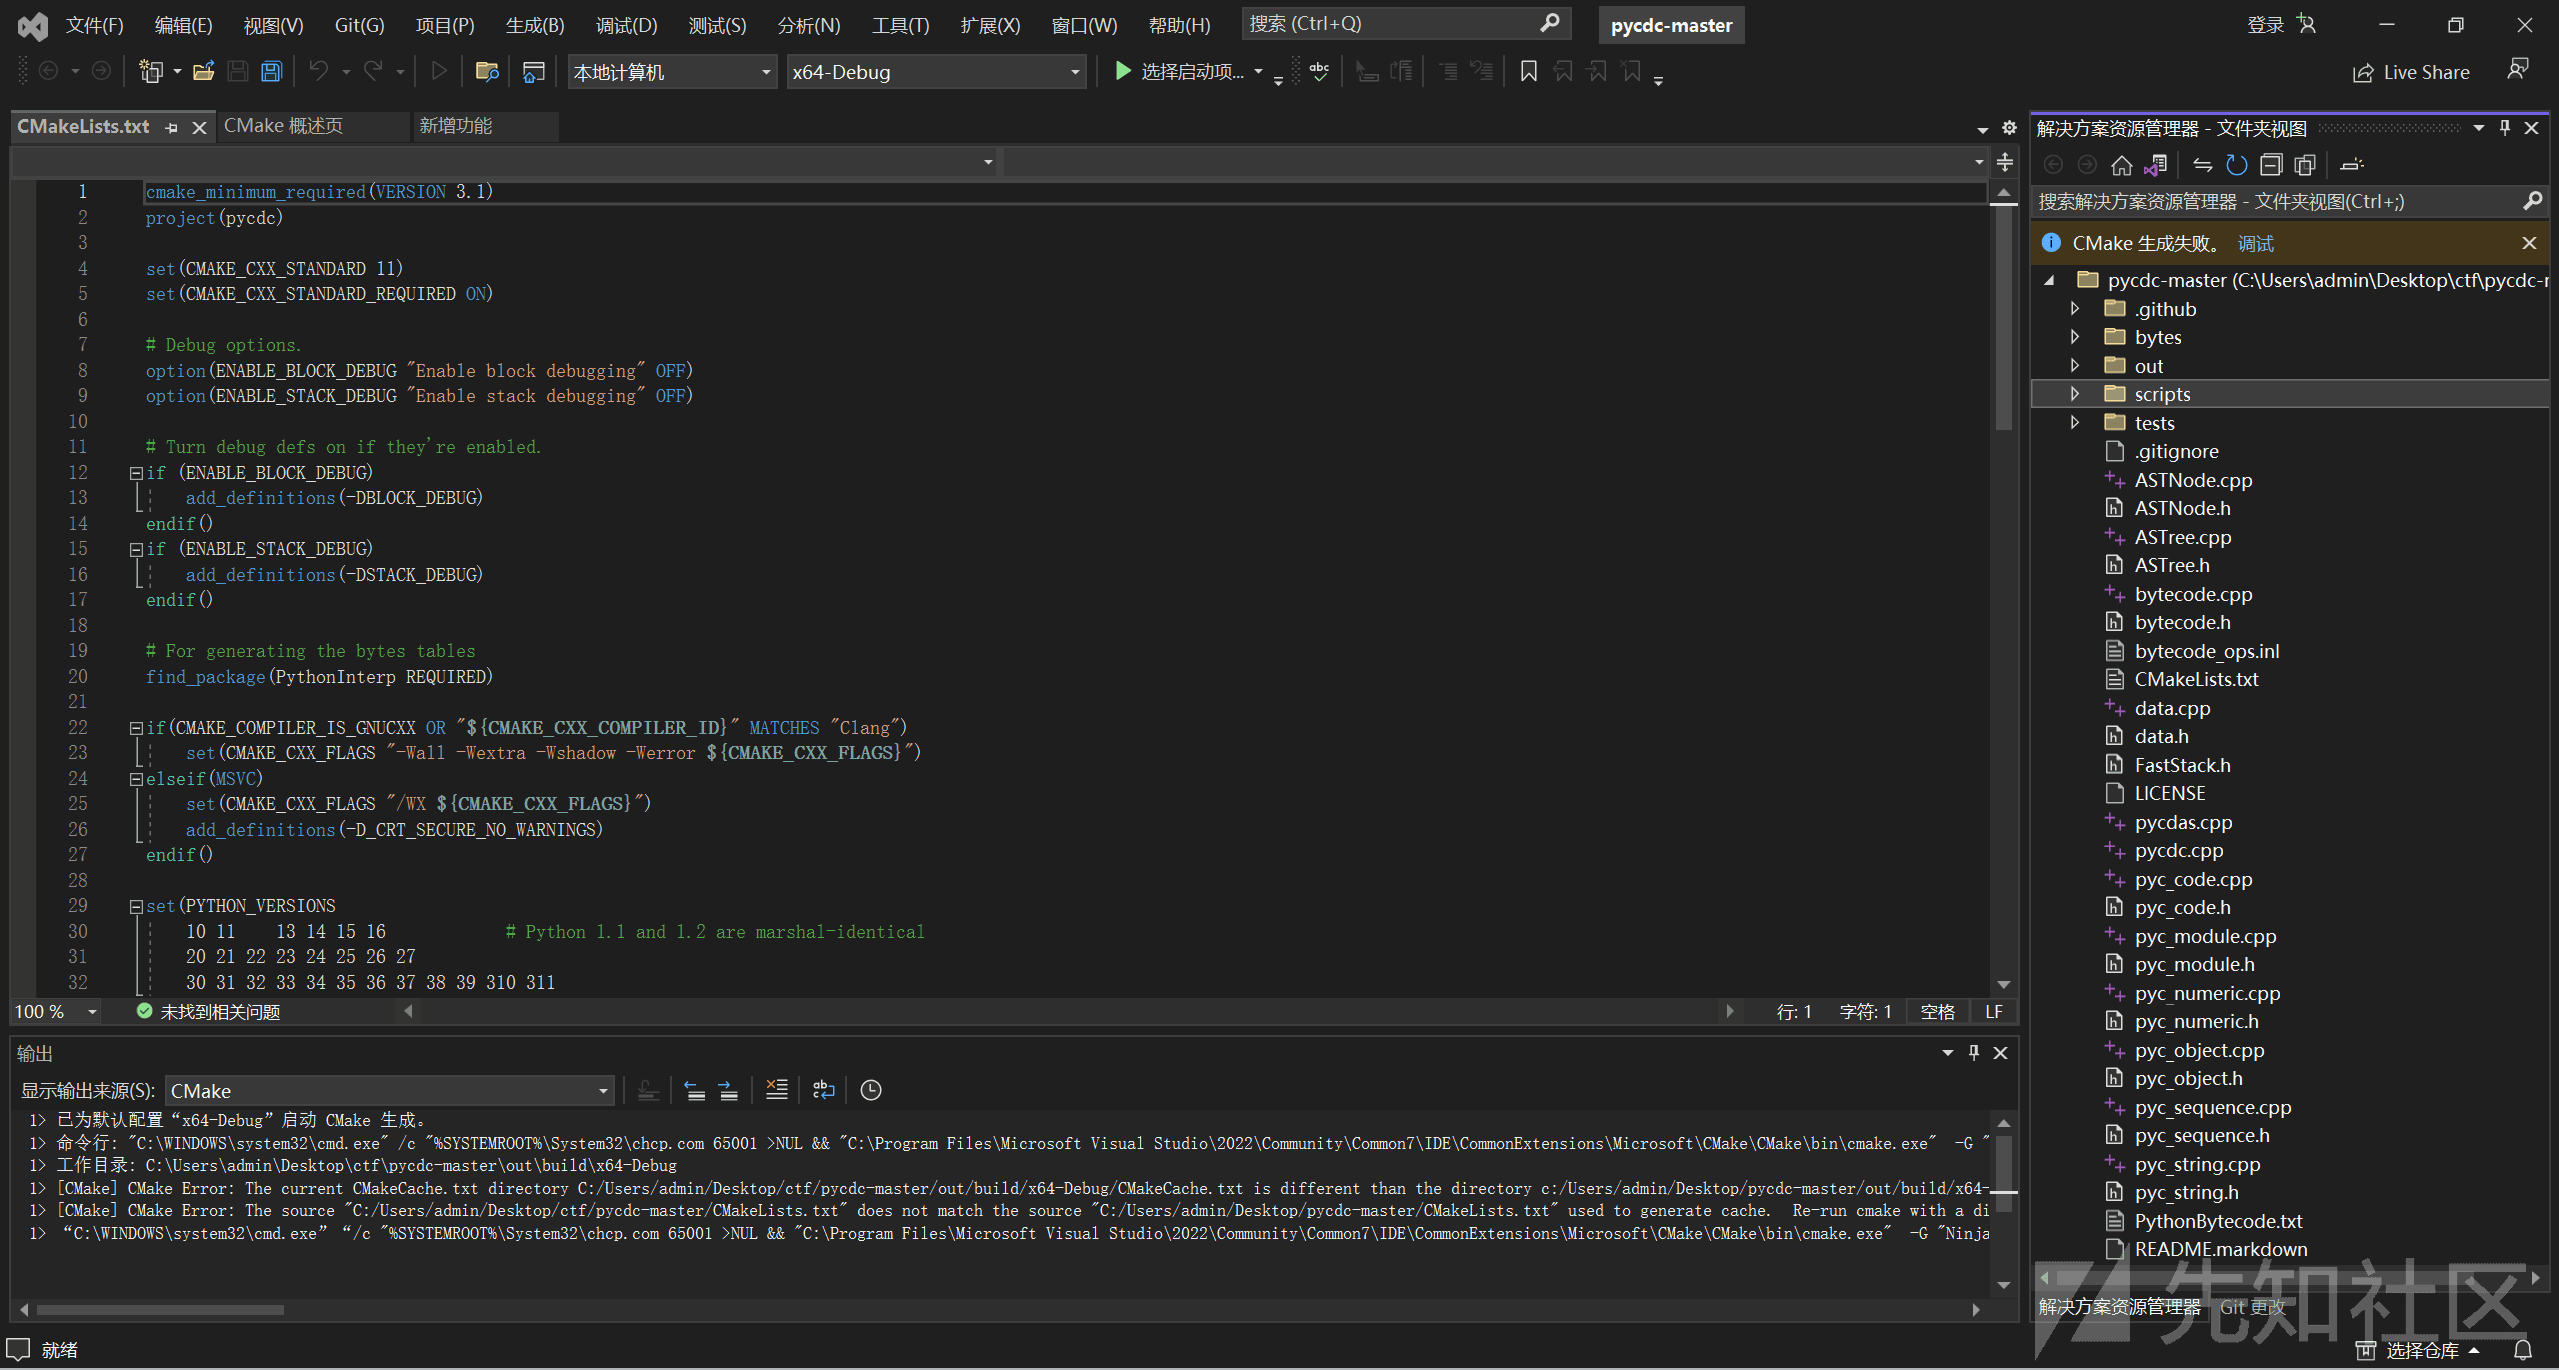 文件(F) 编辑(E) 视图(V) Git(G) 项目(P) 生成(B) 调试(D) 测试(S) 分析(N) 工具(T) 扩展(X) 窗口(W) 帮助(H) 搜索 (Ctrl+Q) pycdc-master 登录
本地计算机 x64-Debug 选择启动项... Live Share
CMakeLists.txt CMake 概述页 新增功能
1 cmake_minimum_required(VERSION 3.1)
2 project(pycdc)
3
4 set(CMAKE_CXX_STANDARD 11)
5 set(CMAKE_CXX_STANDARD_REQUIRED ON)
6
7 # Debug options.
8 option(ENABLE_BLOCK_DEBUG "Enable block debugging" OFF)
9 option(ENABLE_STACK_DEBUG "Enable stack debugging" OFF)
10
11 # Turn debug defs on if they're enabled.
12 if (ENABLE_BLOCK_DEBUG)
13 add_definitions(-DBLOCK_DEBUG)
14 endif()
15 if (ENABLE_STACK_DEBUG)
16 add_definitions(-DSTACK_DEBUG)
17 endif()
18
19 # For generating the bytes tables
20 find_package(PythonInterp REQUIRED)
21
22 if(CMAKE_COMPILER_IS_GNUCXX OR "${CMAKE_CXX_COMPILER_ID}" MATCHES "Clang")
23 set(CMAKE_CXX_FLAGS "-Wall -Wextra -Wshadow -Werror ${CMAKE_CXX_FLAGS}")
24 elseif(MSVC)
25 set(CMAKE_CXX_FLAGS "/WX ${CMAKE_CXX_FLAGS}")
26 add_definitions(-D_CRT_SECURE_NO_WARNINGS)
27 endif()
28
29 set(PYTHON_VERSIONS
30 10 11 13 14 15 16 # Python 1.1 and 1.2 are marshal-identical
31 20 21 22 23 24 25 26 27
32 30 31 32 33 34 35 36 37 38 39 310 311
100 % 未找到相关问题 行: 1 字符: 1 空格 LF
输出
显示输出来源(S): CMake
1> 已为默认配置“x64-Debug”启动 CMake 生成。
1> 命令行: "C:\WINDOWS\system32\cmd.exe" /c "%SYSTEMROOT%\System32\chcp.com 65001 >NUL && "C:\Program Files\Microsoft Visual Studio\2022\Community\Common7\IDE\CommonExtensions\Microsoft\CMake\CMake\bin\cmake.exe" -G "
1> 工作目录: C:\Users\admin\Desktop\ctf\pycdc-master\out\build\x64-Debug
1> [CMake] CMake Error: The current CMakeCache.txt directory C:/Users/admin/Desktop/ctf/pycdc-master/out/build/x64-Debug/CMakeCache.txt is different than the directory c:/Users/admin/Desktop/pycdc-master/out/build/x64-
1> [CMake] CMake Error: The source "C:/Users/admin/Desktop/ctf/pycdc-master/CMakeLists.txt" does not match the source "C:/Users/admin/Desktop/pycdc-master/CMakeLists.txt" used to generate cache.  Re-run cmake with a di
1> “C:\WINDOWS\system32\cmd.exe” “/c "%SYSTEMROOT%\System32\chcp.com 65001 >NUL && "C:\Program Files\Microsoft Visual Studio\2022\Community\Common7\IDE\CommonExtensions\Microsoft\CMake\CMake\bin\cmake.exe" -G "Ninja
解决方案资源管理器 - 文件夹视图
搜索解决方案资源管理器 - 文件夹视图(Ctrl+;)
CMake 生成失败。 调试
pycdc-master (C:\Users\admin\Desktop\ctf\pycdc-r
.github
bytes
out
scripts
tests
.gitignore
ASTNode.cpp
ASTNode.h
ASTree.cpp
ASTree.h
bytecode.cpp
bytecode.h
bytecode_ops.inl
CMakeLists.txt
data.cpp
data.h
FastStack.h
LICENSE
pycdas.cpp
pycdc.cpp
pyc_code.cpp
pyc_code.h
pyc_module.cpp
pyc_module.h
pyc_numeric.cpp
pyc_numeric.h
pyc_object.cpp
pyc_object.h
pyc_sequence.cpp
pyc_sequence.h
pyc_string.cpp
pyc_string.h
PythonBytecode.txt
README.markdown
解决方案资源管理器 Git 更改
先知社区
就绪 选择仓库